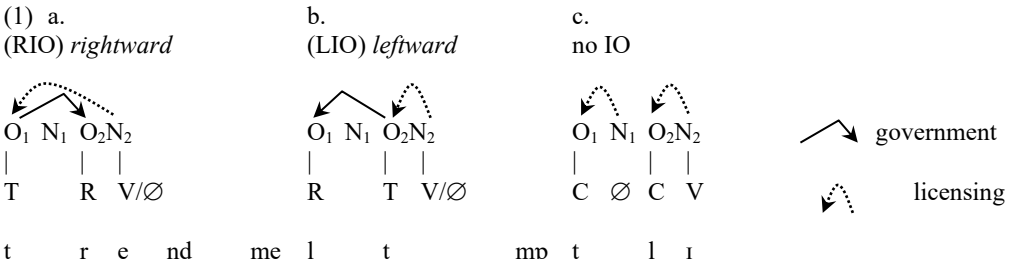 (1) a. b. c.
(RIO) rightward (LIO) leftward no IO
O₁ N₁ O₂N₂ O₁ N₁ O₂N₂ O₁ N₁ O₂N₂ government
| | | | | | | | | |
T R V/∅ R T V/∅ C ∅ C V licensing
t r e nd me l t mp t l ɪ